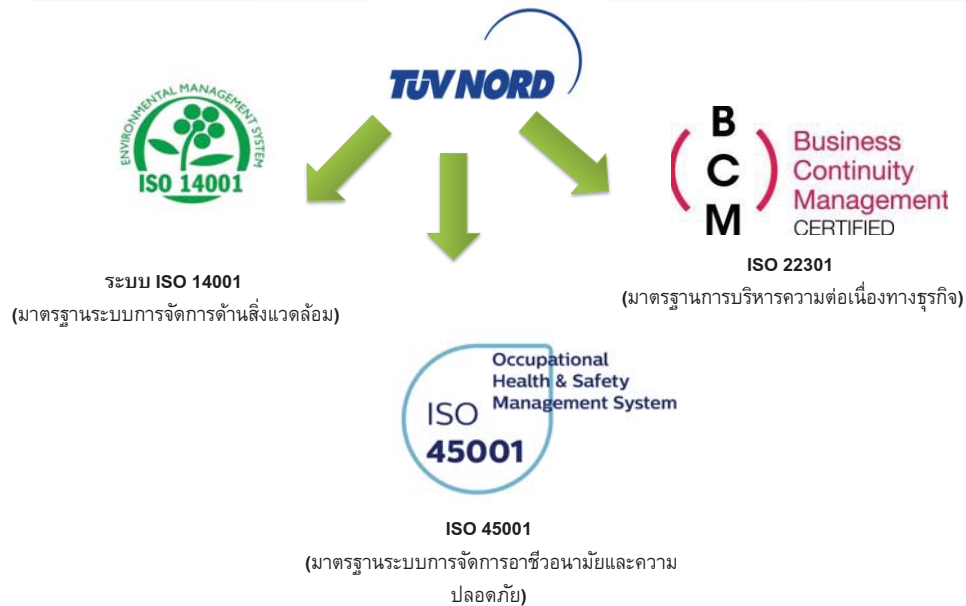 TÜV NORD
ENVIRONMENTAL MANAGEMENT SYSTEM
ISO 14001
B
C
M
Business
Continuity
Management
CERTIFIED
ระบบ ISO 14001
(มาตรฐานระบบการจัดการด้านสิ่งแวดล้อม)
ISO 22301
(มาตรฐานการบริหารความต่อเนื่องทางธุรกิจ)
Occupational
Health & Safety
Management System
ISO
45001
ISO 45001
(มาตรฐานระบบการจัดการอาชีวอนามัยและความ
ปลอดภัย)